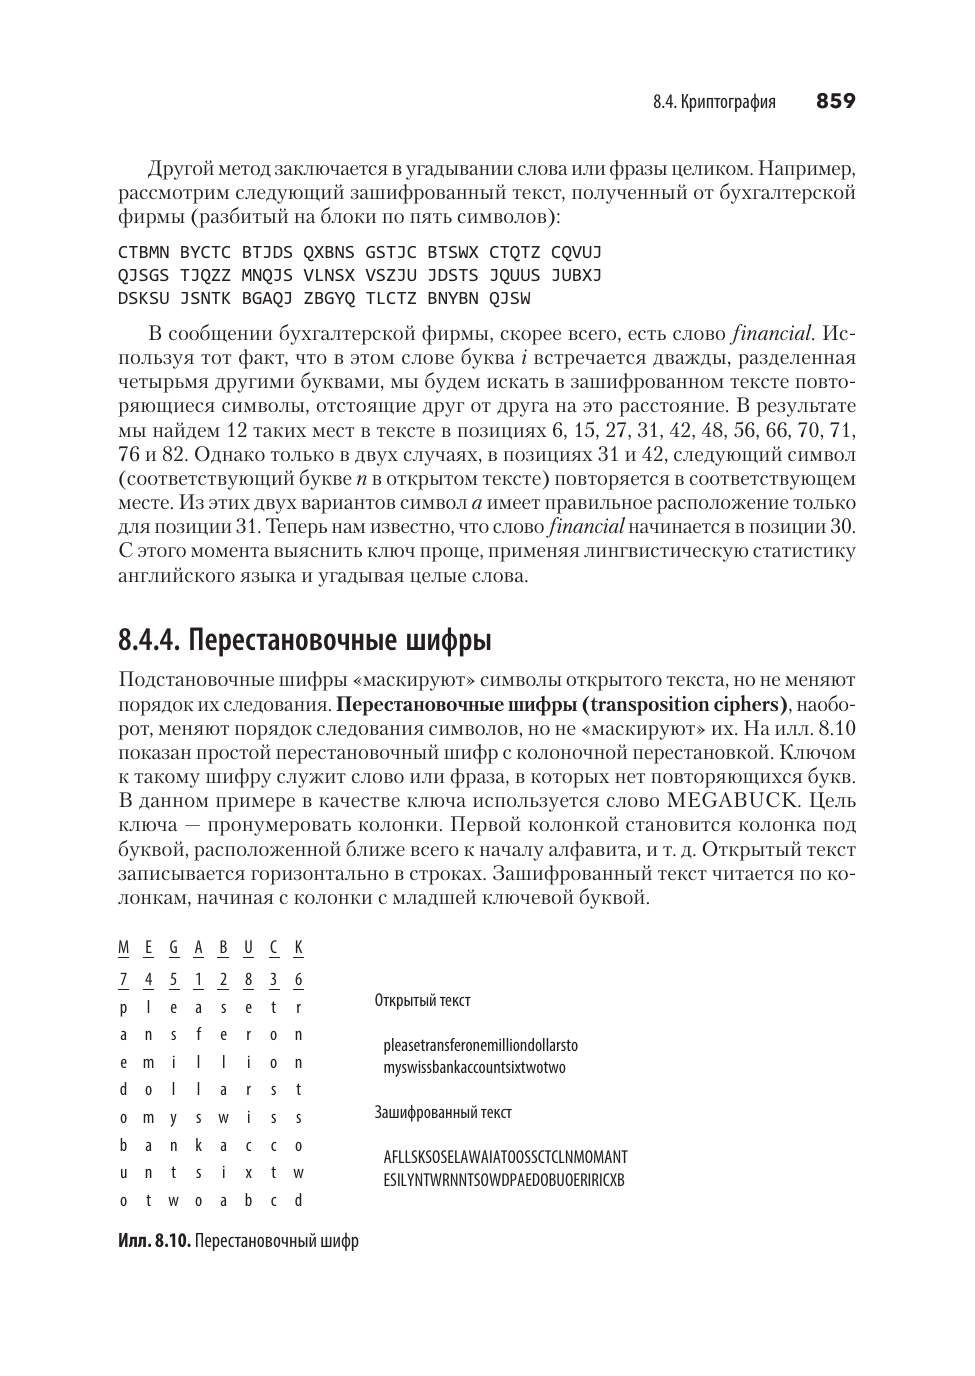 8.4. Криптография 859
Другой метод заключается в угадывании слова или фразы целиком. Например,
рассмотрим следующий зашифрованный текст, полученный от бухгалтерской
фирмы (разбитый на блоки по пять символов):
CTBMN BYCTC BTJDS QXBNS GSTJC BTSWX CTQTZ CQVUJ
QJSGS TJQZZ MNQJS VLNSX VSZJU JDSTS JQUUS JUBXJ
DSKSU JSNTK BGAQJ ZBGYQ TLCTZ BNYBN QJSW
В сообщении бухгалтерской фирмы, скорее всего, есть слово financial. Ис-
пользуя тот факт, что в этом слове буква i встречается дважды, разделенная
четырьмя другими буквами, мы будем искать в зашифрованном тексте повто-
ряющиеся символы, отстоящие друг от друга на это расстояние. В результате
мы найдем 12 таких мест в тексте в позициях 6, 15, 27, 31, 42, 48, 56, 66, 70, 71,
76 и 82. Однако только в двух случаях, в позициях 31 и 42, следующий символ
(соответствующий букве n в открытом тексте) повторяется в соответствующем
месте. Из этих двух вариантов символ a имеет правильное расположение только
для позиции 31. Теперь нам известно, что слово financial начинается в позиции 30.
С этого момента выяснить ключ проще, применяя лингвистическую статистику
английского языка и угадывая целые слова.
8.4.4. Перестановочные шифры
Подстановочные шифры «маскируют» символы открытого текста, но не меняют
порядок их следования. Перестановочные шифры (transposition ciphers), наобо-
рот, меняют порядок следования символов, но не «маскируют» их. На илл. 8.10
показан простой перестановочный шифр с колоночной перестановкой. Ключом
к такому шифру служит слово или фраза, в которых нет повторяющихся букв.
В данном примере в качестве ключа используется слово MEGABUCK. Цель
ключа — пронумеровать колонки. Первой колонкой становится колонка под
буквой, расположенной ближе всего к началу алфавита, и т. д. Открытый текст
записывается горизонтально в строках. Зашифрованный текст читается по ко-
лонкам, начиная с колонки с младшей ключевой буквой.
M E G A B U C K
7 4 5 1 2 8 3 6
p l e a s e t r
a n s f e r o n
e m i l l i o n
d o l l a r s t
o m y s w i s s
b a n k a c c o
u n t s i x t w
o t w o a b c d
Открытый текст
pleasetransferonemilliondollarsto
myswissbankaccountsixtwotwo
Зашифрованный текст
AFLLSKSOSELAWAIATOOSSCTCLNMOMANT
ESILYNTWRNNTSOWDPAEDOBUOERIRICXB
Илл. 8.10. Перестановочный шифр